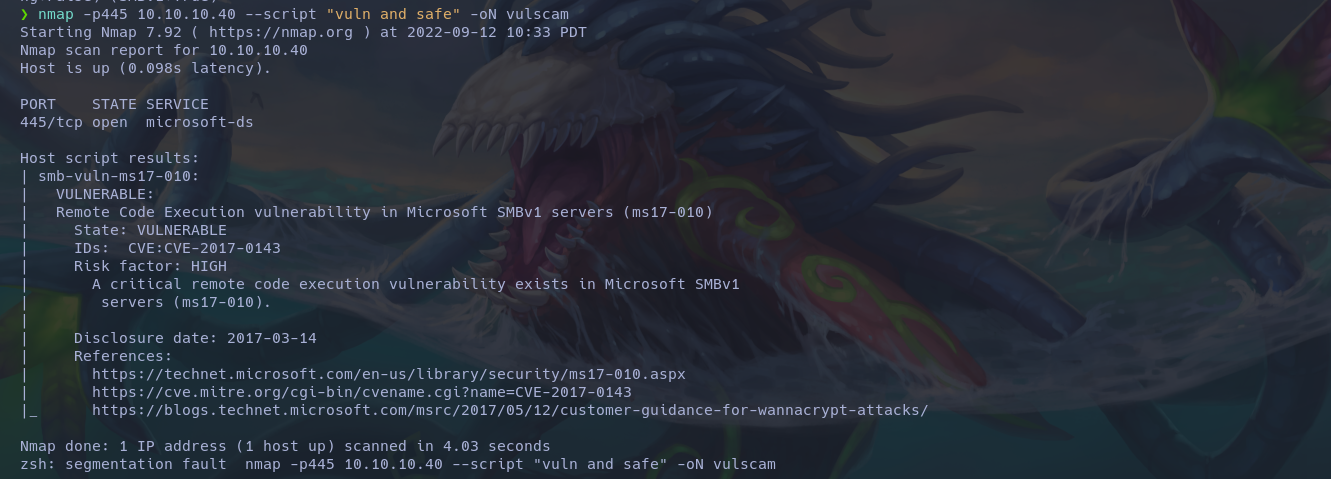 ❯ nmap -p445 10.10.10.40 --script "vuln and safe" -oN vulscam
Starting Nmap 7.92 ( https://nmap.org ) at 2022-09-12 10:33 PDT
Nmap scan report for 10.10.10.40
Host is up (0.098s latency).
PORT    STATE SERVICE
445/tcp open  microsoft-ds
Host script results:
| smb-vuln-ms17-010:
|   VULNERABLE:
|   Remote Code Execution vulnerability in Microsoft SMBv1 servers (ms17-010)
|     State: VULNERABLE
|     IDs:  CVE:CVE-2017-0143
|     Risk factor: HIGH
|       A critical remote code execution vulnerability exists in Microsoft SMBv1
|        servers (ms17-010).
|
|     Disclosure date: 2017-03-14
|     References:
|       https://technet.microsoft.com/en-us/library/security/ms17-010.aspx
|       https://cve.mitre.org/cgi-bin/cvename.cgi?name=CVE-2017-0143
|_      https://blogs.technet.microsoft.com/msrc/2017/05/12/customer-guidance-for-wannacrypt-attacks/
Nmap done: 1 IP address (1 host up) scanned in 4.03 seconds
zsh: segmentation fault  nmap -p445 10.10.10.40 --script "vuln and safe" -oN vulscam